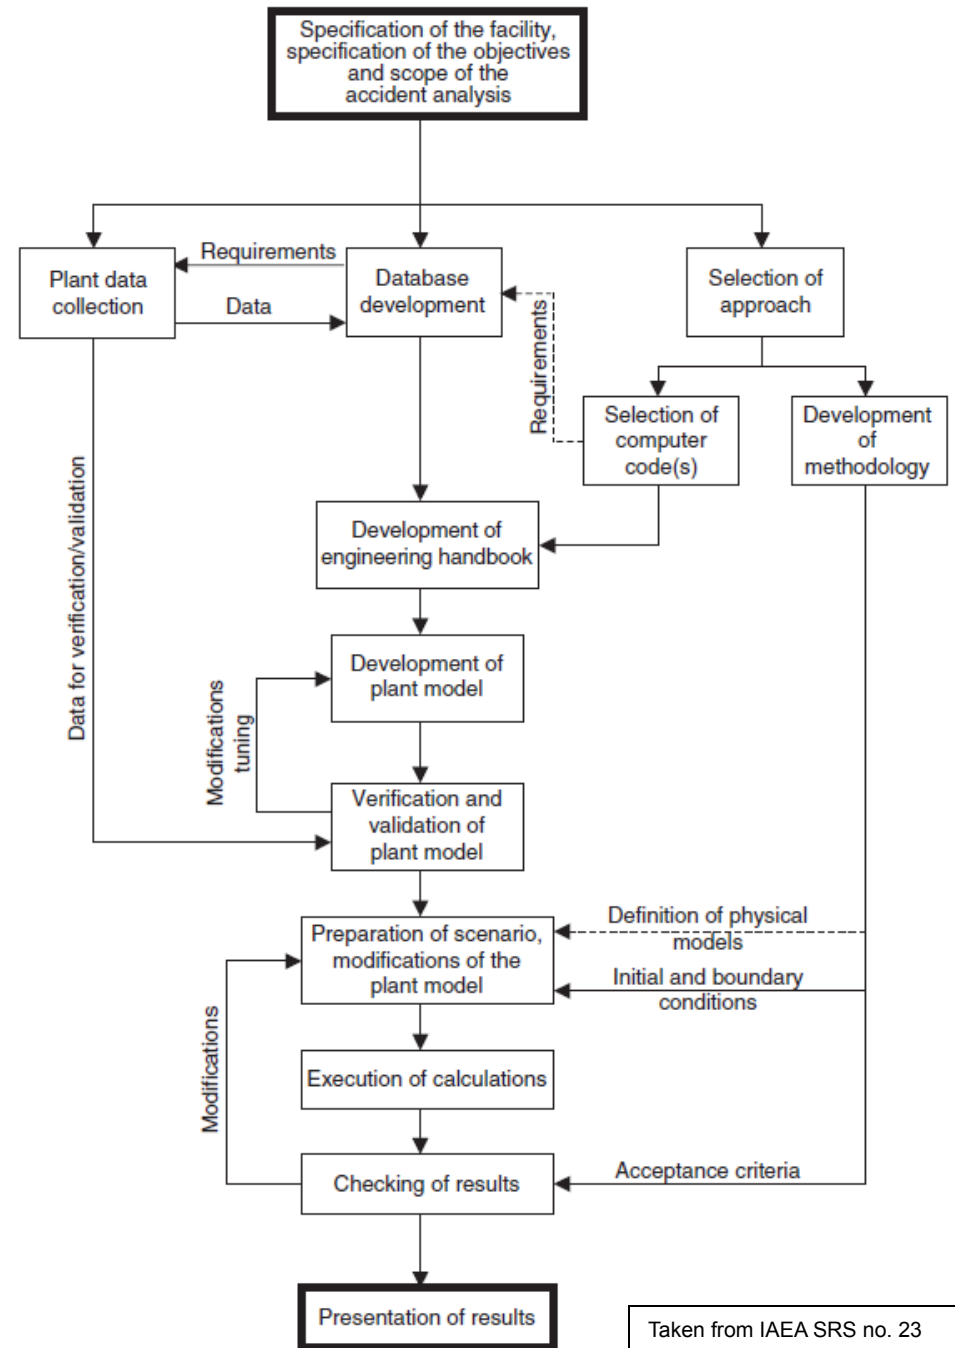 Specification of the facility,
specification of the objectives
and scope of the
accident analysis
Requirements
Plant data
collection
Data
Database
development
Selection of
approach
Requirements
Selection of
computer
code(s)
Development
of
methodology
Data for verification/validation
Development of
engineering handbook
Development of
plant model
Modifications
tuning
Verification and
validation of
plant model
Preparation of scenario,
modifications of the
plant model
Definition of physical
models
Initial and boundary
conditions
Modifications
Execution of calculations
Checking of results
Acceptance criteria
Presentation of results
Taken from IAEA SRS no. 23